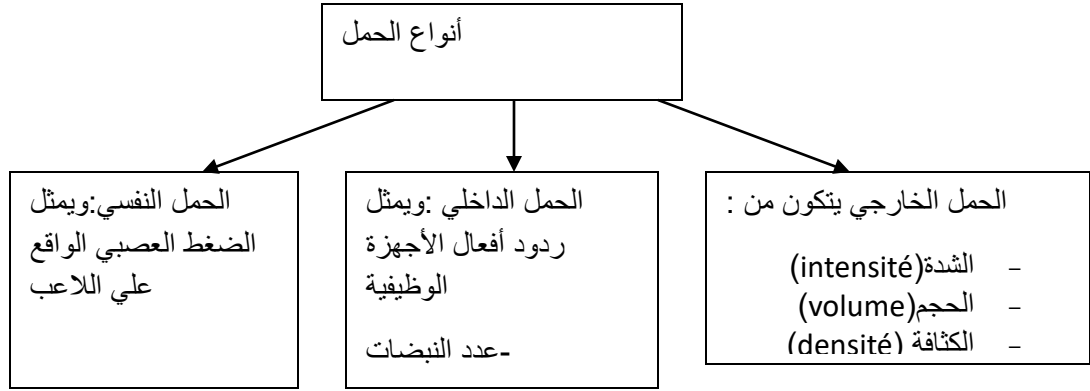 أنواع الحمل
الحمل الخارجي يتكون من :
- الشدة(intensité)
- الحجم(volume)
- الكثافة (densité)
الحمل الداخلي :ويمثل
ردود أفعال الأجهزة
الوظيفية
-عدد النبضات
الحمل النفسي:ويمثل
الضغط العصبي الواقع
علي اللاعب